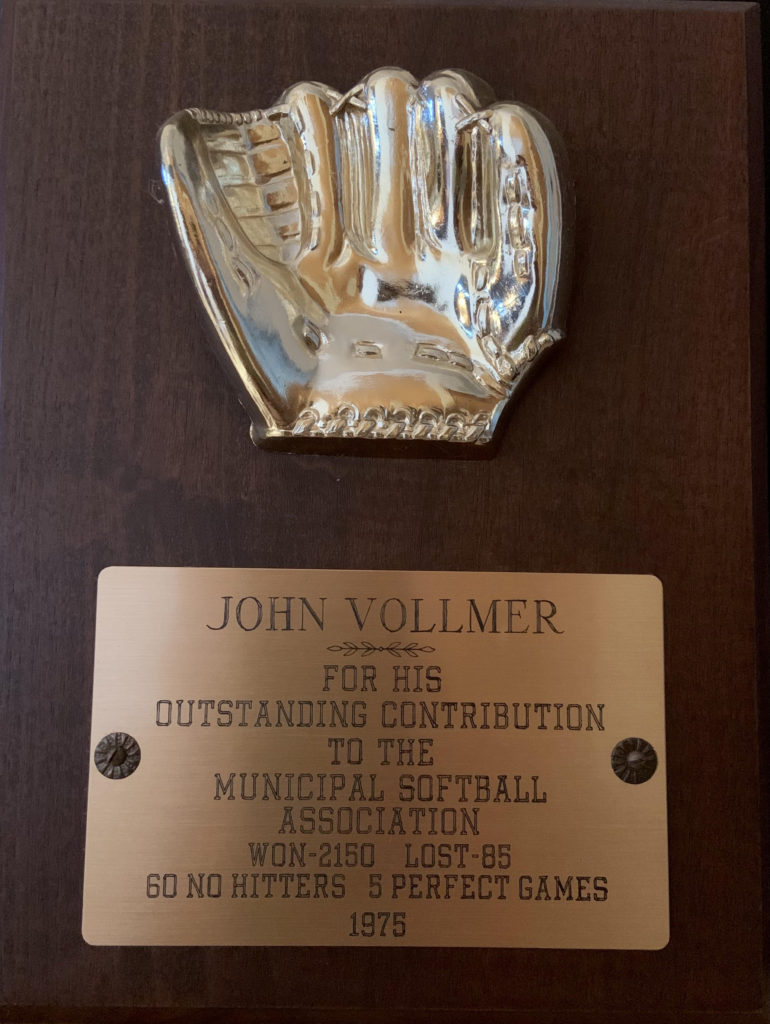 JOHN VOLLMER
FOR HIS
OUTSTANDING CONTRIBUTION
TO THE
MUNICIPAL SOFTBALL
ASSOCIATION
WON-2150 LOST-85
60 NO HITTERS 5 PERFECT GAMES
1975